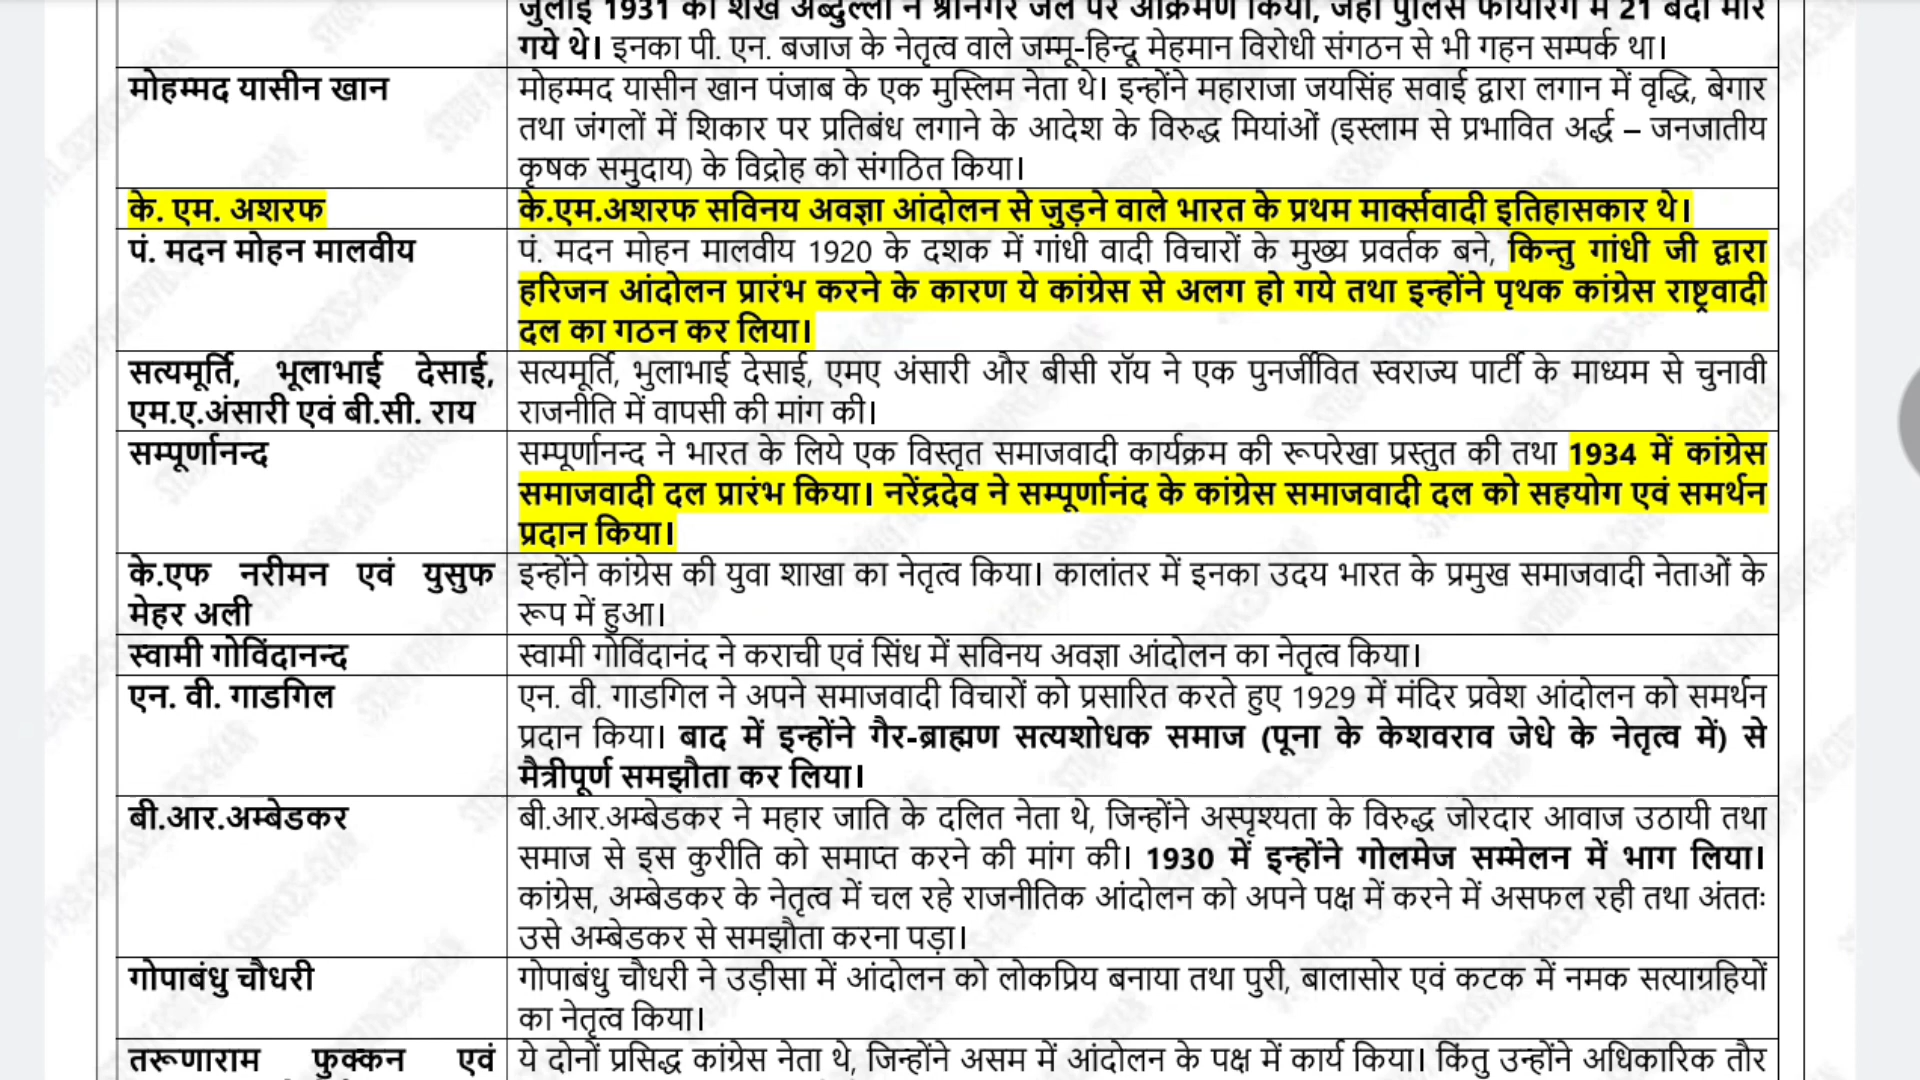 जुलाई 1931 को शेख अब्दुल्ला ने श्रीनगर जेल पर आक्रमण किया, जहां पुलिस फायरिंग में 21 बंदी मारे
गये थे। इनका पी. एन. बजाज के नेतृत्व वाले जम्मू-हिन्दू मेहमान विरोधी संगठन से भी गहन सम्पर्क था।
मोहम्मद यासीन खान
मोहम्मद यासीन खान पंजाब के एक मुस्लिम नेता थे। इन्होंने महाराजा जयसिंह सवाई द्वारा लगान में वृद्धि, बेगार
तथा जंगलों में शिकार पर प्रतिबंध लगाने के आदेश के विरुद्ध मियांओं (इस्लाम से प्रभावित अर्द्ध – जनजातीय
कृषक समुदाय) के विद्रोह को संगठित किया।
के. एम. अशरफ
के.एम.अशरफ सविनय अवज्ञा आंदोलन से जुड़ने वाले भारत के प्रथम मार्क्सवादी इतिहासकार थे।
पं. मदन मोहन मालवीय
पं. मदन मोहन मालवीय 1920 के दशक में गांधी वादी विचारों के मुख्य प्रवर्तक बने, किन्तु गांधी जी द्वारा
हरिजन आंदोलन प्रारंभ करने के कारण ये कांग्रेस से अलग हो गये तथा इन्होंने पृथक कांग्रेस राष्ट्रवादी
दल का गठन कर लिया।
सत्यमूर्ति, भूलाभाई देसाई,
एम.ए.अंसारी एवं बी.सी. राय
सत्यमूर्ति, भुलाभाई देसाई, एमए अंसारी और बीसी रॉय ने एक पुनर्जीवित स्वराज्य पार्टी के माध्यम से चुनावी
राजनीति में वापसी की मांग की।
सम्पूर्णानन्द
सम्पूर्णानन्द ने भारत के लिये एक विस्तृत समाजवादी कार्यक्रम की रूपरेखा प्रस्तुत की तथा 1934 में कांग्रेस
समाजवादी दल प्रारंभ किया। नरेंद्रदेव ने सम्पूर्णानंद के कांग्रेस समाजवादी दल को सहयोग एवं समर्थन
प्रदान किया।
के.एफ नरीमन एवं युसुफ
मेहर अली
इन्होंने कांग्रेस की युवा शाखा का नेतृत्व किया। कालांतर में इनका उदय भारत के प्रमुख समाजवादी नेताओं के
रूप में हुआ।
स्वामी गोविंदानन्द
स्वामी गोविंदानंद ने कराची एवं सिंध में सविनय अवज्ञा आंदोलन का नेतृत्व किया।
एन. वी. गाडगिल
एन. वी. गाडगिल ने अपने समाजवादी विचारों को प्रसारित करते हुए 1929 में मंदिर प्रवेश आंदोलन को समर्थन
प्रदान किया। बाद में इन्होंने गैर-ब्राह्मण सत्यशोधक समाज (पूना के केशवराव जेधे के नेतृत्व में) से
मैत्रीपूर्ण समझौता कर लिया।
बी.आर.अम्बेडकर
बी.आर.अम्बेडकर ने महार जाति के दलित नेता थे, जिन्होंने अस्पृश्यता के विरुद्ध जोरदार आवाज उठायी तथा
समाज से इस कुरीति को समाप्त करने की मांग की। 1930 में इन्होंने गोलमेज सम्मेलन में भाग लिया।
कांग्रेस, अम्बेडकर के नेतृत्व में चल रहे राजनीतिक आंदोलन को अपने पक्ष में करने में असफल रही तथा अंततः
उसे अम्बेडकर से समझौता करना पड़ा।
गोपाबंधु चौधरी
गोपाबंधु चौधरी ने उड़ीसा में आंदोलन को लोकप्रिय बनाया तथा पुरी, बालासोर एवं कटक में नमक सत्याग्रहियों
का नेतृत्व किया।
तरूणाराम फुक्कन एवं
ये दोनों प्रसिद्ध कांग्रेस नेता थे, जिन्होंने असम में आंदोलन के पक्ष में कार्य किया। किंतु उन्होंने अधिकारिक तौर